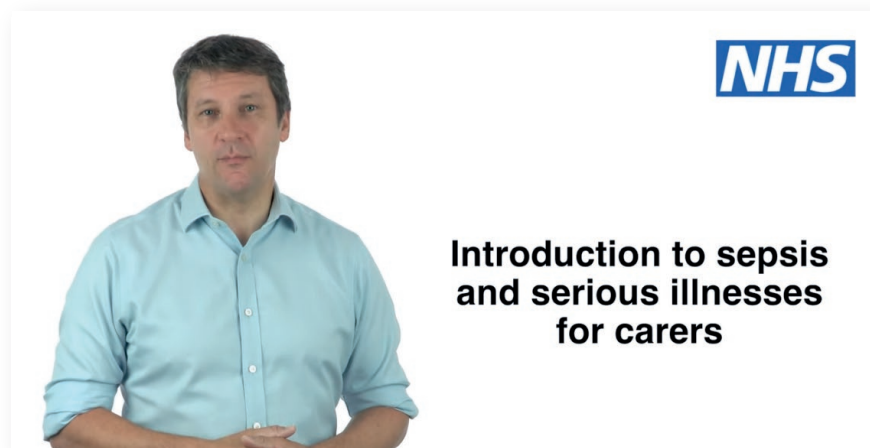 NHS
Introduction to sepsis
and serious illnesses
for carers